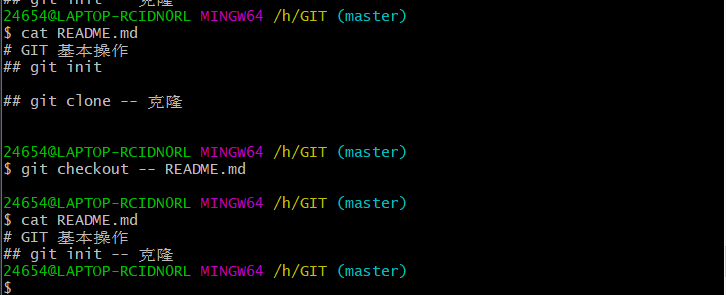 ## git init -- 克隆
24654@LAPTOP-RCIDNORL MINGW64 /h/GIT (master)
$ cat README.md
# GIT 基本操作
## git init
## git clone -- 克隆
24654@LAPTOP-RCIDNORL MINGW64 /h/GIT (master)
$ git checkout -- README.md
24654@LAPTOP-RCIDNORL MINGW64 /h/GIT (master)
$ cat README.md
# GIT 基本操作
## git init -- 克隆
24654@LAPTOP-RCIDNORL MINGW64 /h/GIT (master)
$